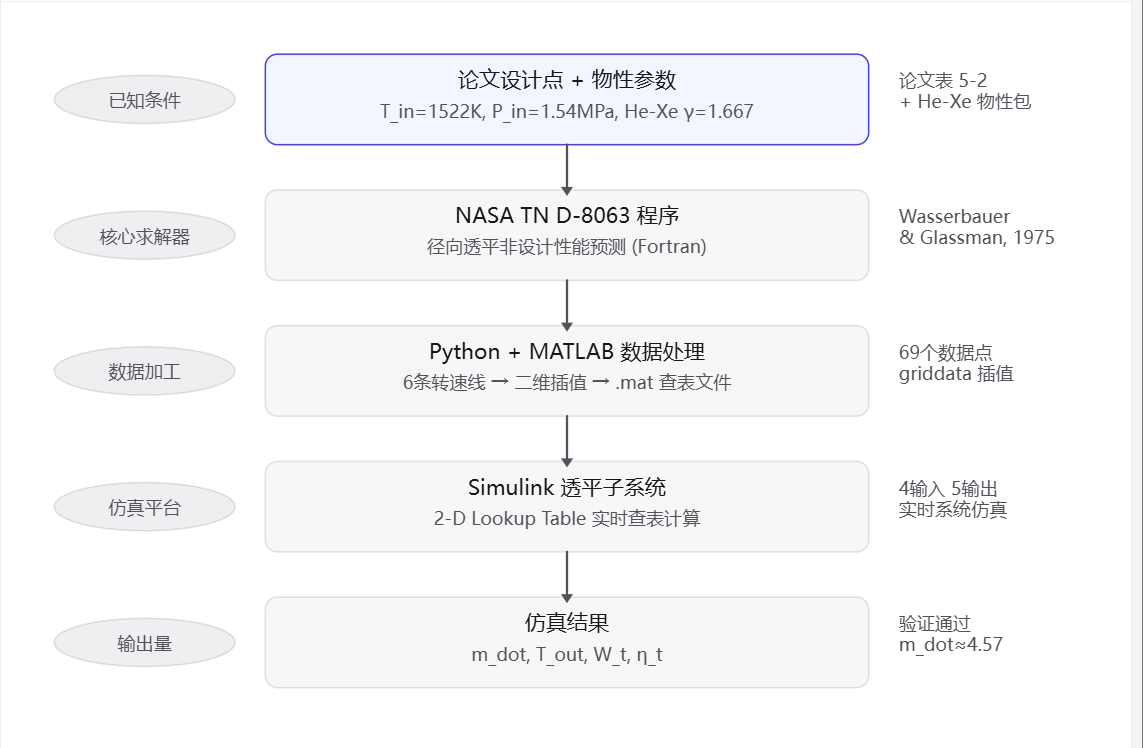 已知条件
论文设计点 + 物性参数
T_in=1522K, P_in=1.54MPa, He-Xe γ=1.667
论文表 5-2
+ He-Xe 物性包
核心求解器
NASA TN D-8063 程序
径向透平非设计性能预测 (Fortran)
Wasserbauer
& Glassman, 1975
数据加工
Python + MATLAB 数据处理
6条转速线 → 二维插值 → .mat 查表文件
69个数据点
griddata 插值
仿真平台
Simulink 透平子系统
2-D Lookup Table 实时查表计算
4输入 5输出
实时系统仿真
输出量
仿真结果
m_dot, T_out, W_t, η_t
验证通过
m_dot≈4.57